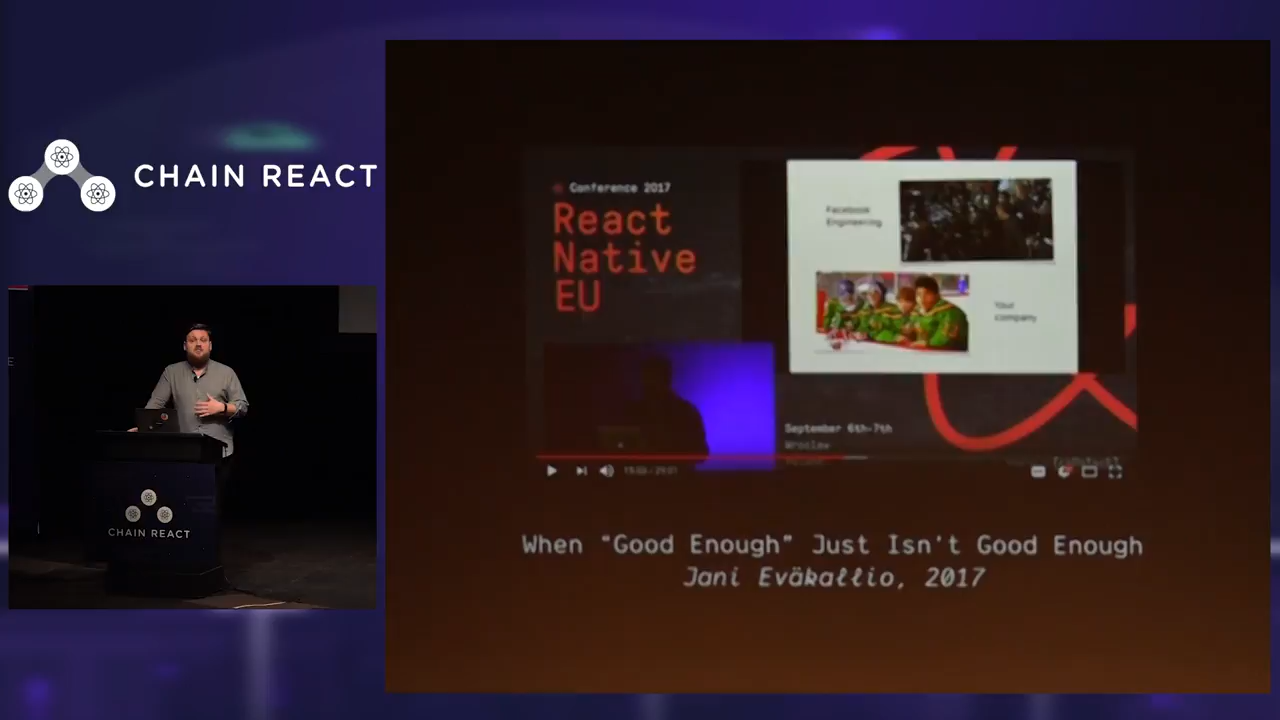 CHAIN REACT
CHAIN REACT
Conference 2017
React
Native
EU
Facebook
Engineering
Your
company
September 6th-7th
Wrocław
When “Good Enough” Just Isn't Good Enough
Jani Eväkallio, 2017